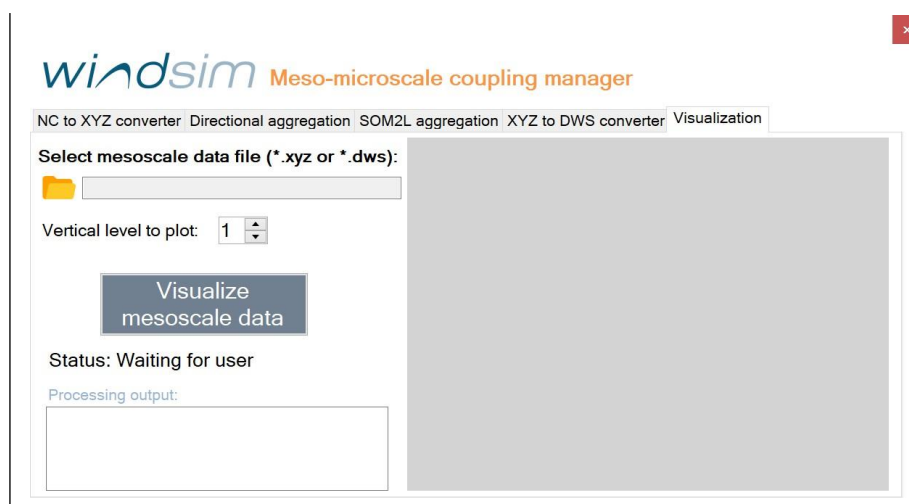 windsim Meso-microscale coupling manager
NC to XYZ converter Directional aggregation SOM2L aggregation XYZ to DWS converter Visualization
Select mesoscale data file (*.xyz or *.dws):
Vertical level to plot: 1
Visualize
mesoscale data
Status: Waiting for user
Processing output: